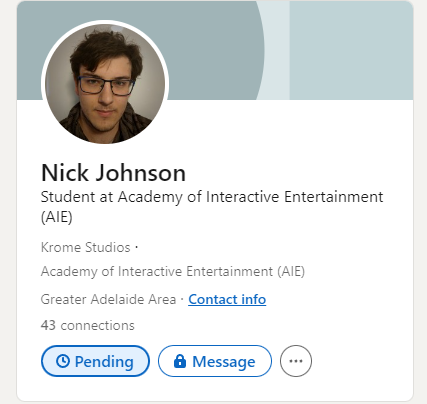 Nick Johnson
Student at Academy of Interactive Entertainment
(AIE)
Krome Studios ·
Academy of Interactive Entertainment (AIE)
Greater Adelaide Area · Contact info
43 connections
Pending Message